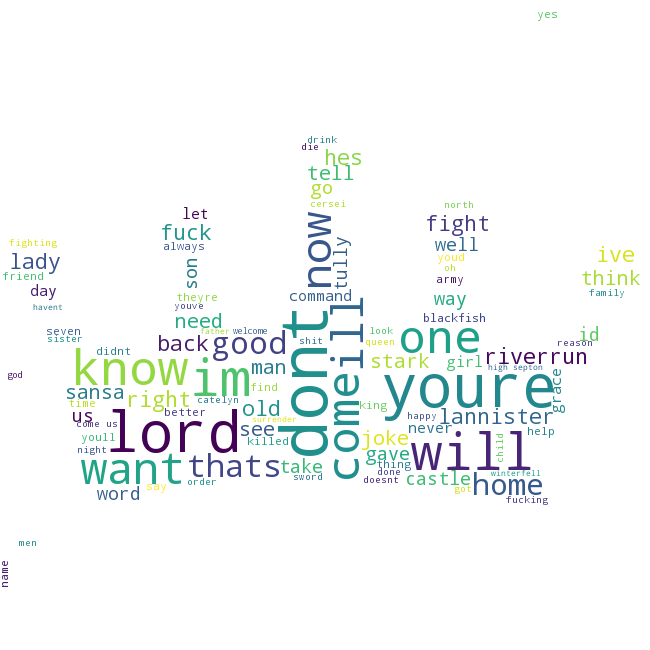 yes
drink
die
hes
tell
go
cersei
let
north
fuck
fight
fighting
always
well
ive
lady
youd
oh
friend
son
now
tully
think
day
army
family
theyre
command
way
havent
youve
need
blackfish
seven
father
welcome
look
id
sister
back
good
shit
queen
one
reason
didnt
dont
come
ill
stark
girl
riverrun
god
know
im
man
high septon
sansa
find
youre
grace
time
right
catelyn
old
king
us
better
happy
lannister
come us
lord
surrender
see
never
help
youll
killed
joke
will
child
night
thats
gave
want
take
thing
done
winterfell
order
sword
doesnt
castle
home
word
say
got
fucking
men
name